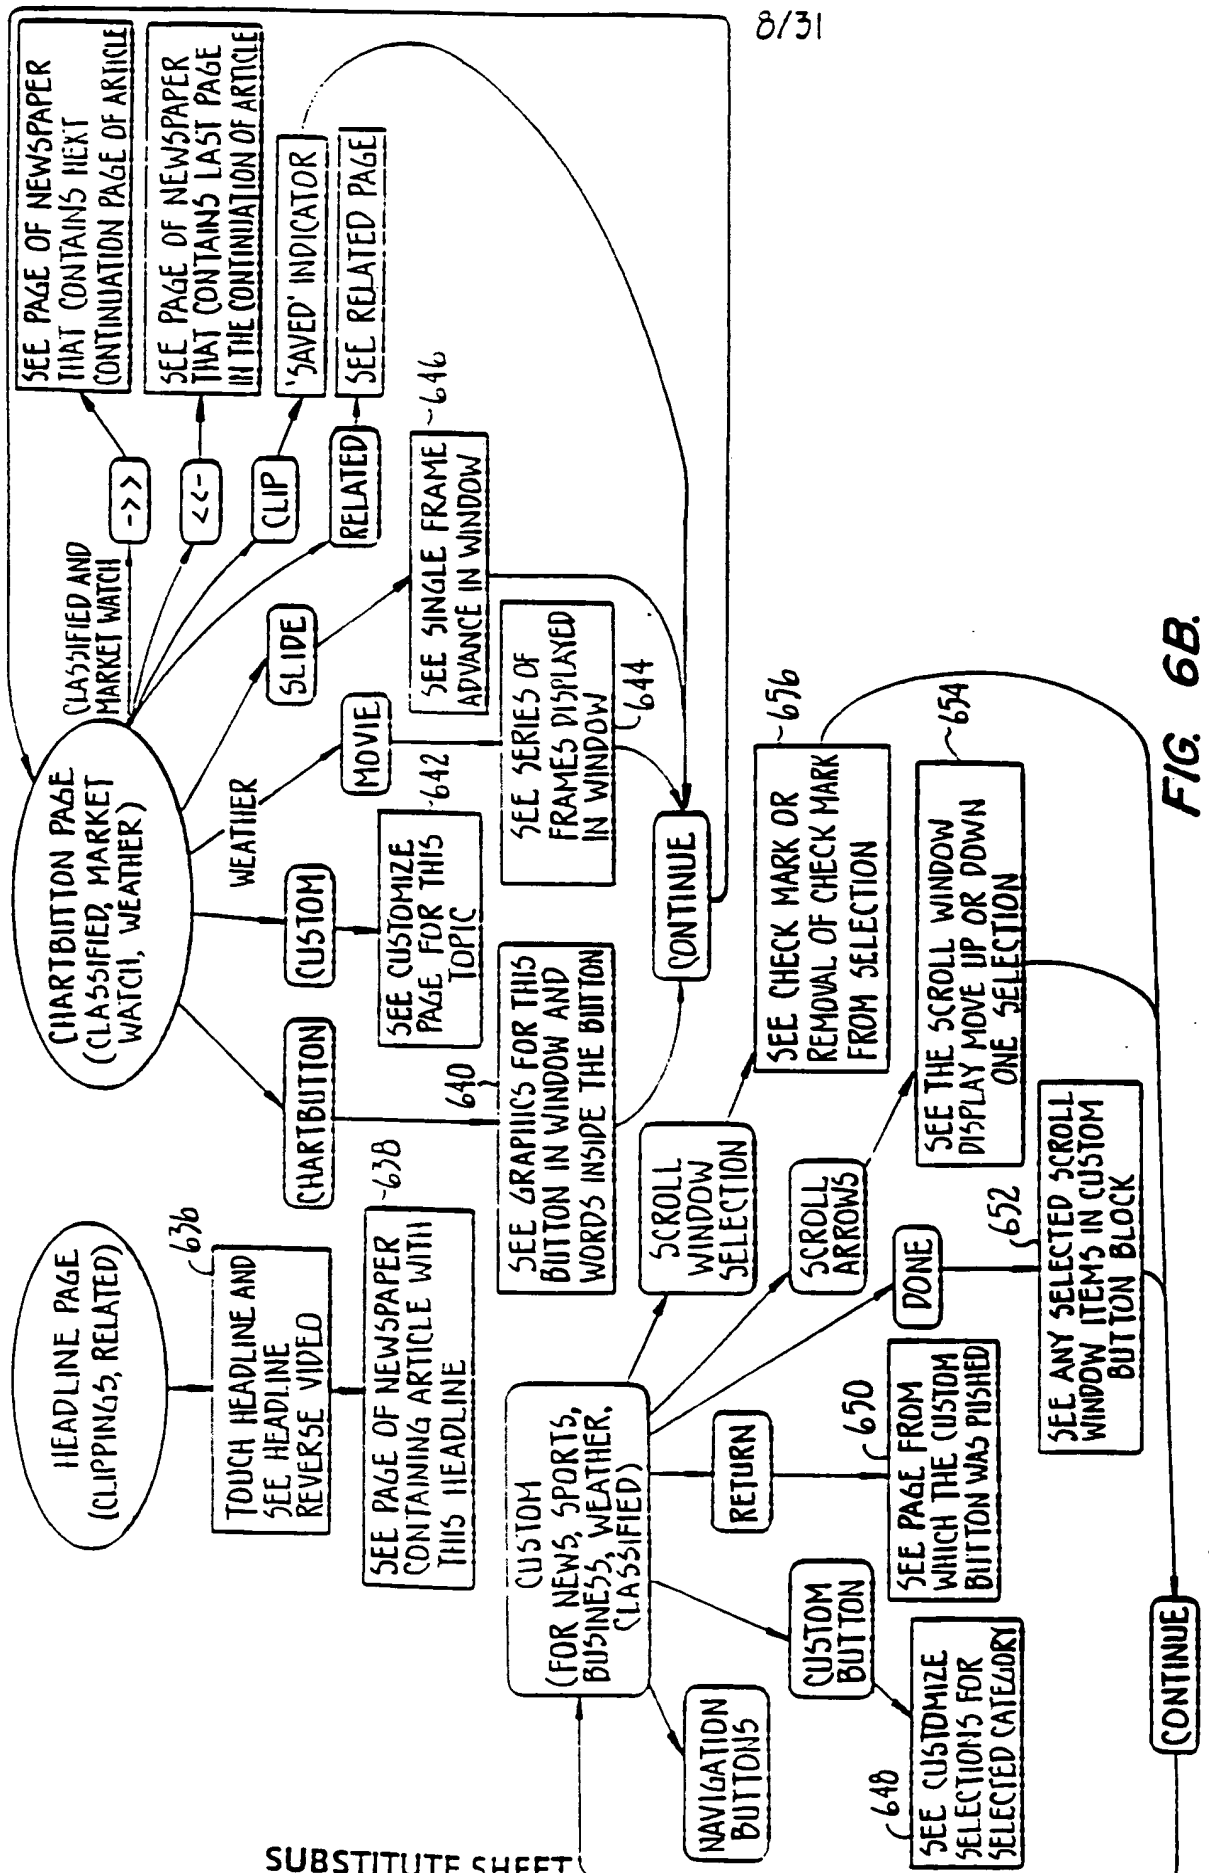 8/31
HEADLINE PAGE
(CLIPPINGS, RELATED)
636
TOUCH HEADLINE AND
SEE HEADLINE
REVERSE VIDEO
638
SEE PAGE OF NEWSPAPER
CONTAINING ARTICLE WITH
THIS HEADLINE
CHARTBUTTON PAGE
(CLASSIFIED, MARKET
WATCH, WEATHER)
CHARTBUTTON
640
SEE GRAPHICS FOR THIS
BUTTON IN WINDOW AND
WORDS INSIDE THE BUTTON
CUSTOM
642
SEE CUSTOMIZE
PAGE FOR THIS
TOPIC
WEATHER
MOVIE
SEE SERIES OF
FRAMES DISPLAYED
IN WINDOW
644
SLIDE
646
SEE SINGLE FRAME
ADVANCE IN WINDOW
CLASSIFIED AND
MARKET WATCH
->>
SEE PAGE OF NEWSPAPER
THAT CONTAINS NEXT
CONTINUATION PAGE OF ARTICLE
<<-
SEE PAGE OF NEWSPAPER
THAT CONTAINS LAST PAGE
IN THE CONTINUATION OF ARTICLE
CLIP
'SAVED' INDICATOR
RELATED
SEE RELATED PAGE
CONTINUE
CUSTOM
(FOR NEWS, SPORTS,
BUSINESS, WEATHER,
CLASSIFIED)
NAVIGATION
BUTTONS
CUSTOM
BUTTON
648
SEE CUSTOMIZE
SELECTIONS FOR
SELECTED CATEGORY
RETURN
650
SEE PAGE FROM
WHICH THE CUSTOM
BUTTON WAS PUSHED
DONE
652
SEE ANY SELECTED SCROLL
WINDOW ITEMS IN CUSTOM
BUTTON BLOCK
SCROLL
ARROWS
654
SEE THE SCROLL WINDOW
DISPLAY MOVE UP OR DOWN
ONE SELECTION
SCROLL
WINDOW
SELECTION
656
SEE CHECK MARK OR
REMOVAL OF CHECK MARK
FROM SELECTION
CONTINUE
FIG. 6B.
SUBSTITUTE SHEET